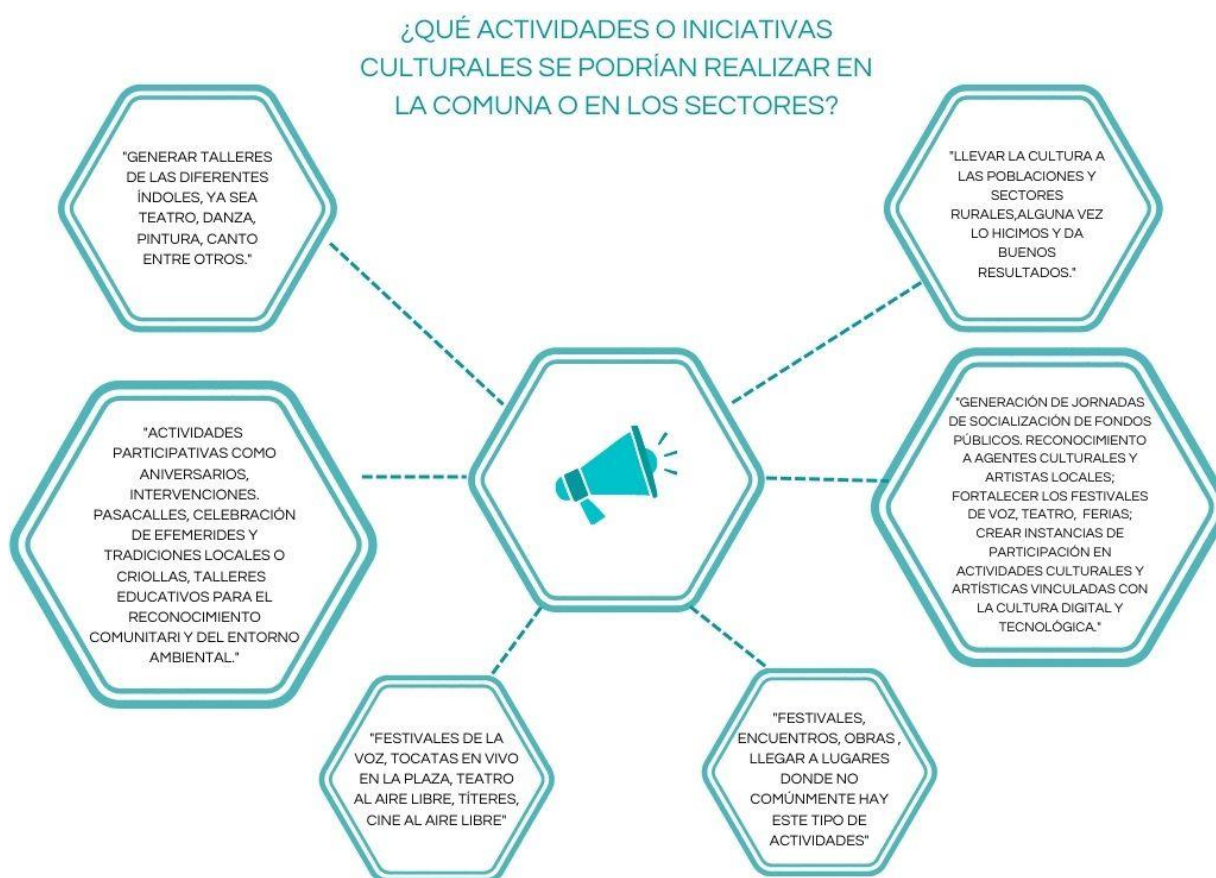 ¿QUÉ ACTIVIDADES O INICIATIVAS
CULTURALES SE PODRÍAN REALIZAR EN
LA COMUNA O EN LOS SECTORES?
"GENERAR TALLERES
DE LAS DIFERENTES
ÍNDOLES, YA SEA
TEATRO, DANZA,
PINTURA, CANTO
ENTRE OTROS."
"LLEVAR LA CULTURA A
LAS POBLACIONES Y
SECTORES
RURALES,ALGUNA VEZ
LO HICIMOS Y DA
BUENOS
RESULTADOS."
"ACTIVIDADES
PARTICIPATIVAS COMO
ANIVERSARIOS,
INTERVENCIONES.
PASACALLES, CELEBRACIÓN
DE EFEMERIDES Y
TRADICIONES LOCALES O
CRIOLLAS, TALLERES
EDUCATIVOS PARA EL
RECONOCIMIENTO
COMUNITARI Y DEL ENTORNO
AMBIENTAL."
"GENERACIÓN DE JORNADAS
DE SOCIALIZACIÓN DE FONDOS
PÚBLICOS. RECONOCIMIENTO
A AGENTES CULTURALES Y
ARTISTAS LOCALES;
FORTALECER LOS FESTIVALES
DE VOZ, TEATRO, FERIAS;
CREAR INSTANCIAS DE
PARTICIPACIÓN EN
ACTIVIDADES CULTURALES Y
ARTÍSTICAS VINCULADAS CON
LA CULTURA DIGITAL Y
TECNOLÓGICA."
"FESTIVALES DE LA
VOZ, TOCATAS EN VIVO
EN LA PLAZA, TEATRO
AL AIRE LIBRE, TÍTERES,
CINE AL AIRE LIBRE"
"FESTIVALES,
ENCUENTROS, OBRAS ,
LLEGAR A LUGARES
DONDE NO
COMÚNMENTE HAY
ESTE TIPO DE
ACTIVIDADES"